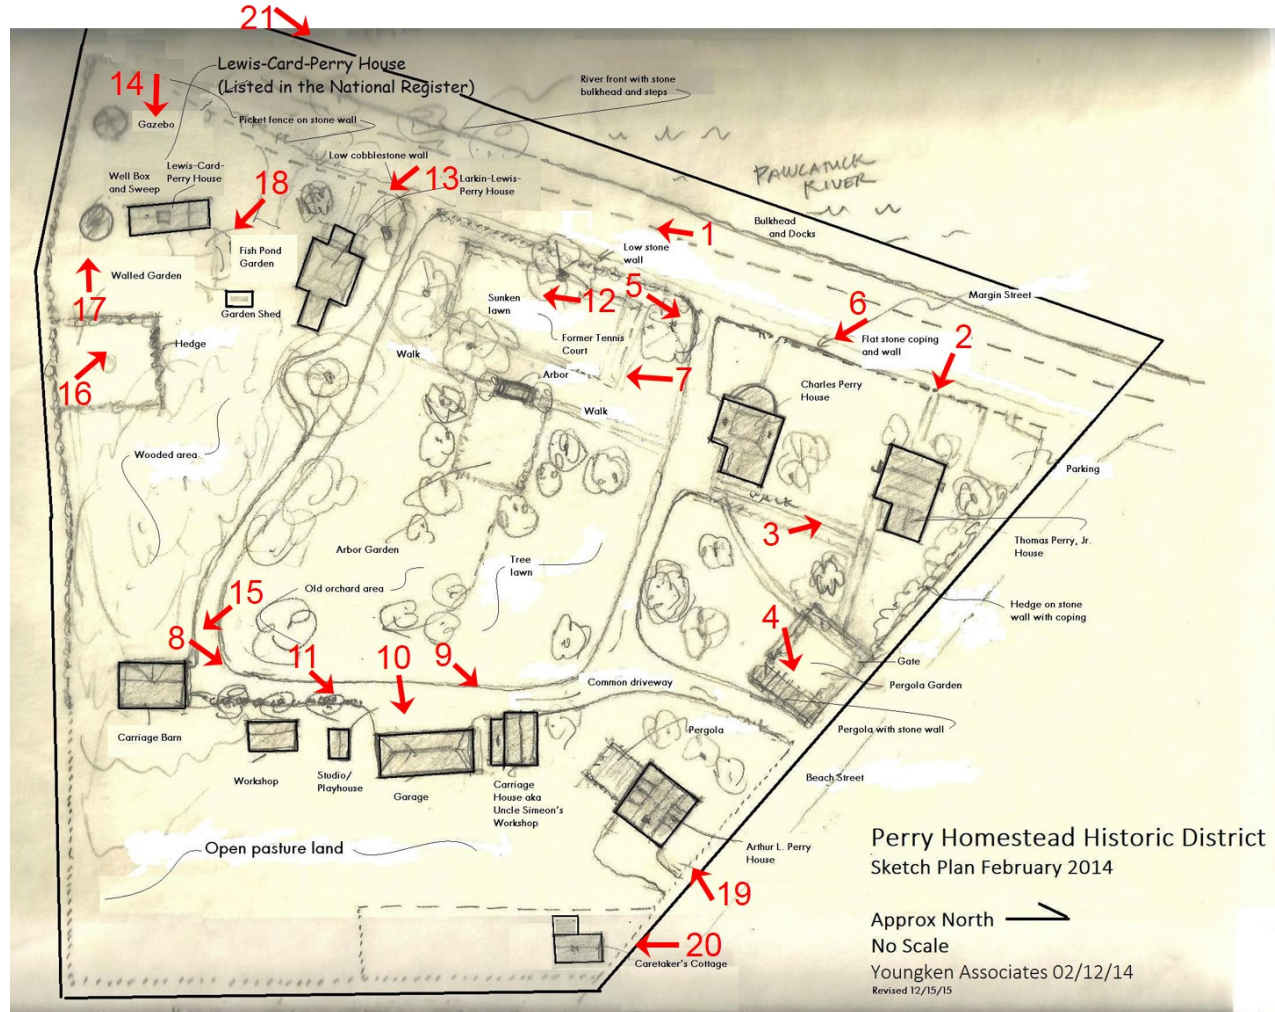 21
Lewis-Card-Perry House
(Listed in the National Register)
14
River front with stone
bulkhead and steps
Gazebo
Picket fence on stone wall
PAWCATUCK
RIVER
Low cobblestone wall
Lewis-Card-
Perry House
Well Box
and Sweep
18
13
Larkin-Lewis-
Perry House
Bulkhead
and Docks
1
Low stone
wall
Fish Pond
Garden
Walled Garden
17
Garden Shed
Sunken
lawn
12
5
6
Margin Street
Former Tennis
Court
Flat stone coping
and wall
2
Hedge
Walk
16
Arbor
7
Charles Perry
House
Walk
Wooded area
Parking
WALK
3
Thomas Perry, Jr.
House
Arbor Garden
Tree
lawn
Old orchard area
15
Hedge on stone
wall with coping
4
8
11
10
9
Gate
Common driveway
Pergola Garden
Carriage Barn
Pergola
Pergola with stone wall
Workshop
Studio/
Playhouse
Garage
Carriage
House aka
Uncle Simeon's
Workshop
Beach Street
Open pasture land
Arthur L. Perry
House
19
20
Caretaker's Cottage
Perry Homestead Historic District
Sketch Plan February 2014
Approx North
No Scale
Youngken Associates 02/12/14
Revised 12/15/15